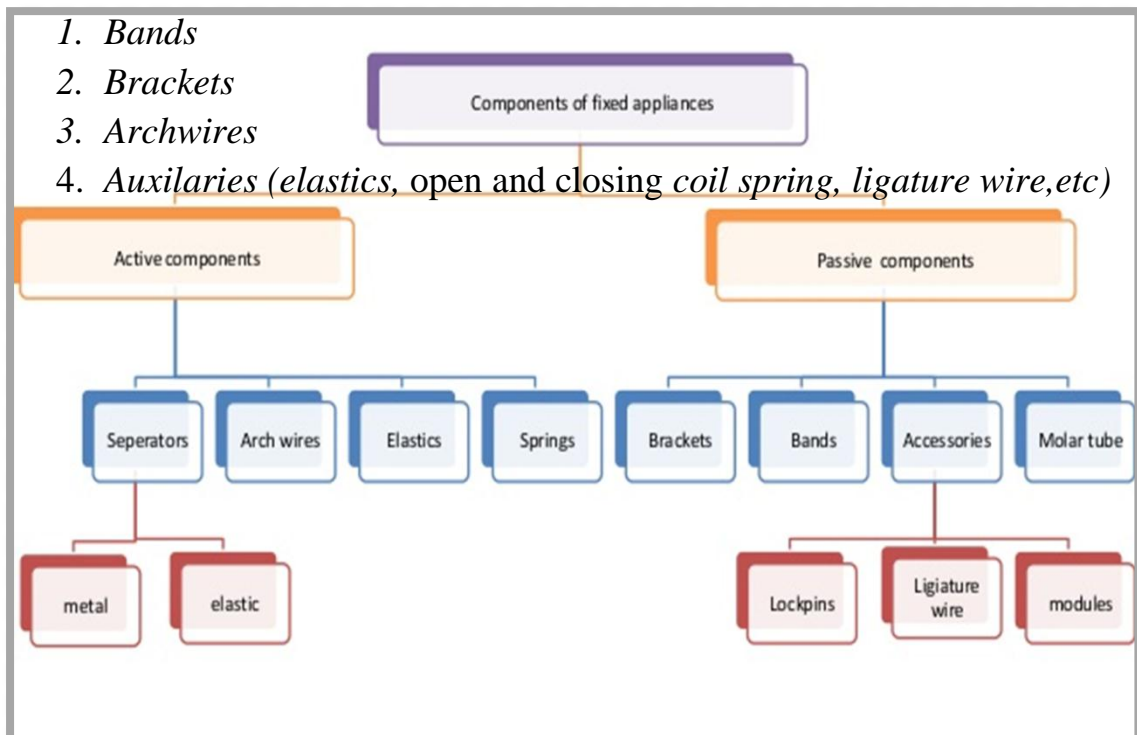 1. Bands
2. Brackets
3. Archwires
4. Auxilaries (elastics, open and closing coil spring, ligature wire,etc)
Components of fixed appliances
Active components
Passive components
Seperators
Arch wires
Elastics
Springs
Brackets
Bands
Accessories
Molar tube
metal
elastic
Lockpins
Ligiature
wire
modules